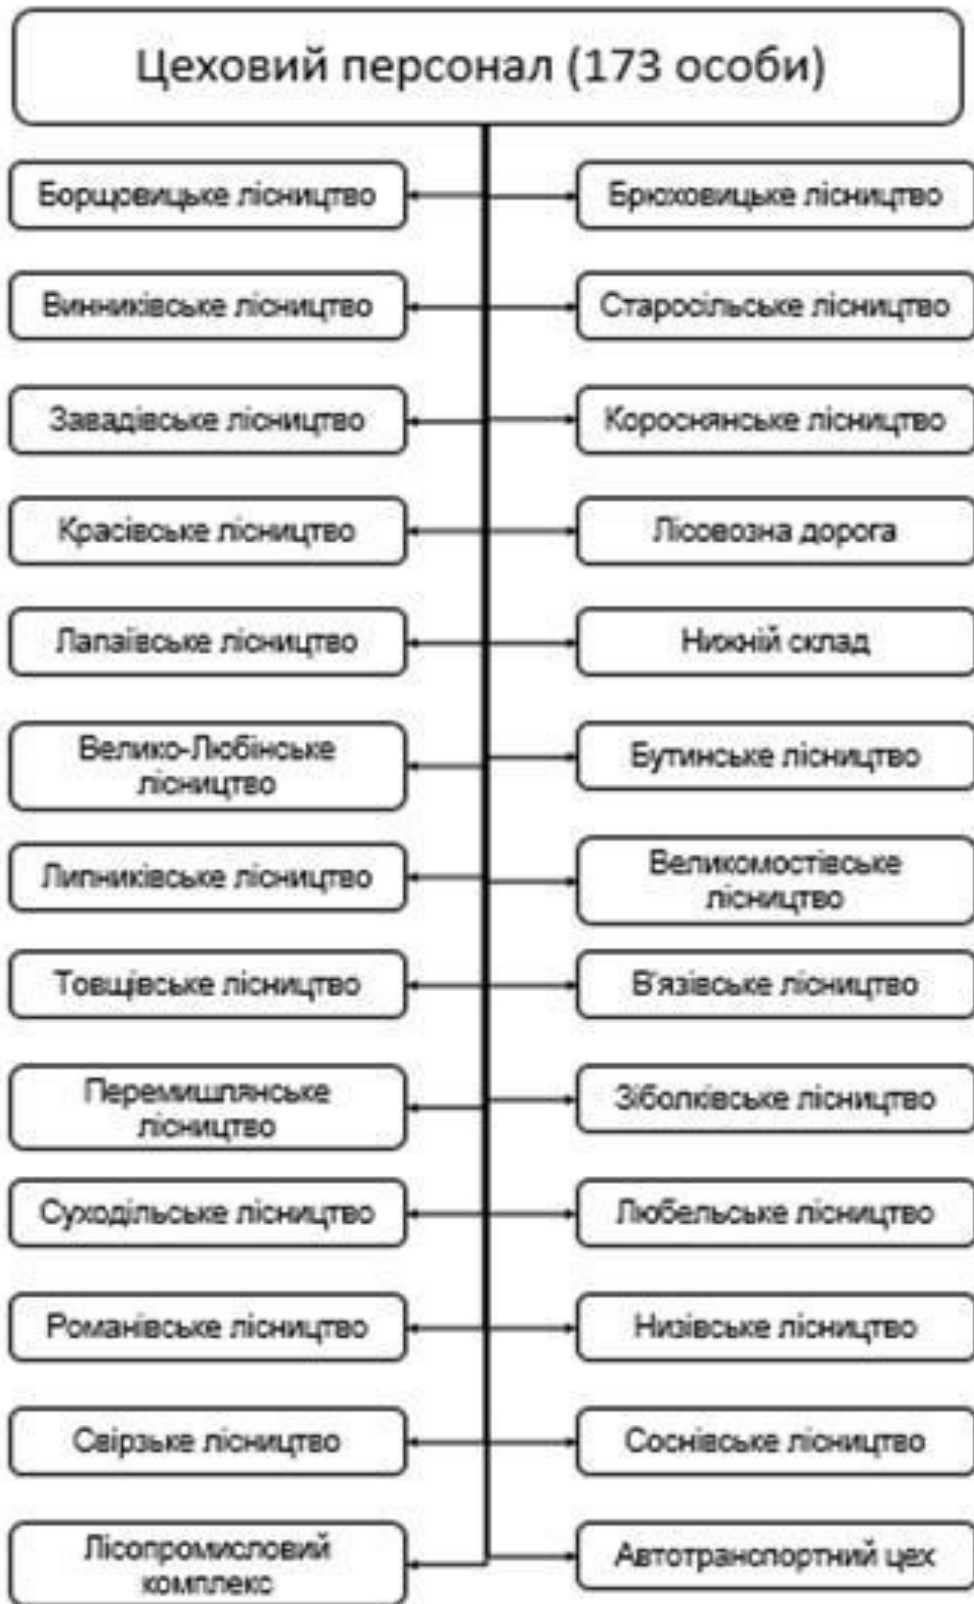 Цеховий персонал (173 особи)
Борщовицьке лісництво
Брюховицьке лісництво
Винниківське лісництво
Старосільське лісництво
Завадівське лісництво
Короснянське лісництво
Красівське лісництво
Лісовозна дорога
Лапаївське лісництво
Нижній склад
Велико-Любінське
лісництво
Бутинське лісництво
Липниківське лісництво
Великомостівське
лісництво
Товщівське лісництво
В'язівське лісництво
Перемишлянське
лісництво
Зіболківське лісництво
Суходільське лісництво
Любельське лісництво
Романівське лісництво
Низівське лісництво
Свірзьке лісництво
Соснівське лісництво
Лісопромисловий
комплекс
Автотранспортний цех